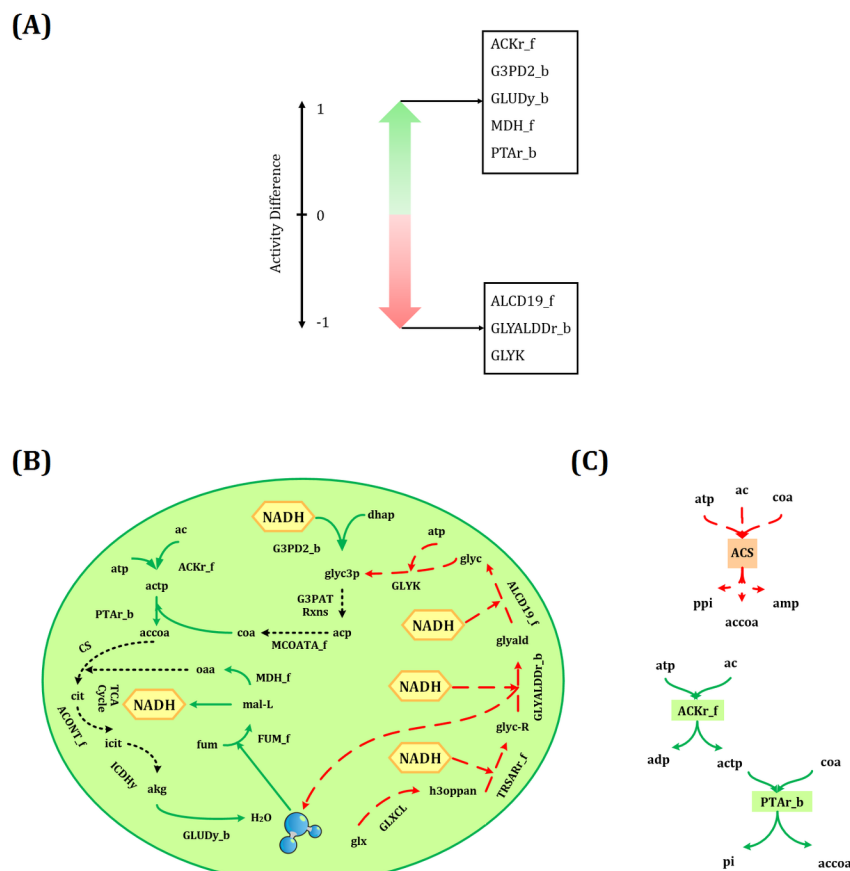 (A)
Activity Difference
1
0
-1
ACKr_f
G3PD2_b
GLUDy_b
MDH_f
PTAr_b
ALCD19_f
GLYALDDr_b
GLYK
(B)
NADH
dhap
G3PD2_b
ac
atp
ACKr_f
actp
PTAr_b
accoa
coa
glyc3p
G3PAT
Rxns
acp
MCOATA_f
atp
glyc
GLYK
ALCD19_f
NADH
glyald
CS
oaa
MDH_f
cit
TCA
Cycle
NADH
mal-L
NADH
GLYALDDr_b
glyc-R
ACONT_f
icit
fum
FUM_f
NADH
TRSARr_f
ICDHy
akg
h3oppan
GLUDy_b
H₂O
GLXCL
glx
(C)
atp
ac
coa
ACS
ppi
accoa
amp
atp
ac
ACKr_f
adp
actp
coa
PTAr_b
pi
accoa